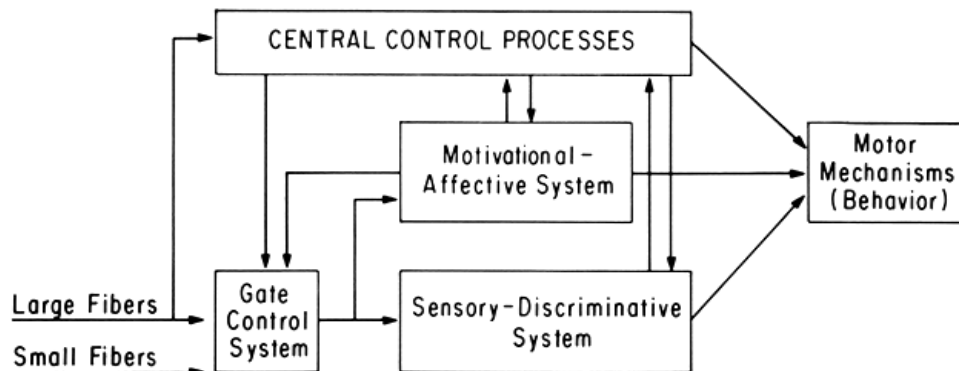 CENTRAL CONTROL PROCESSES
Motivational-
Affective System
Motor
Mechanisms
(Behavior)
Large Fibers
Small Fibers
Gate
Control
System
Sensory-Discriminative
System